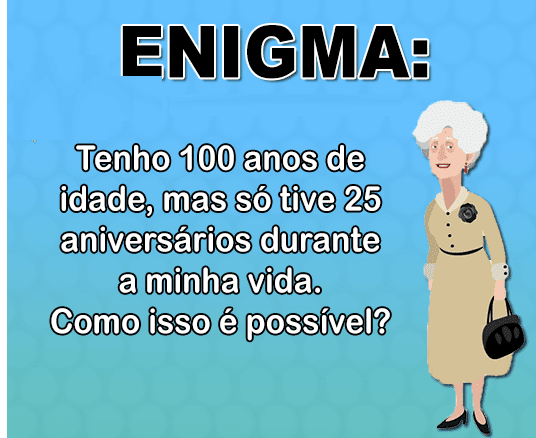 ENIGMA:
Tenho 100 anos de
idade, mas só tive 25
aniversários durante
a minha vida.
Como isso é possível?